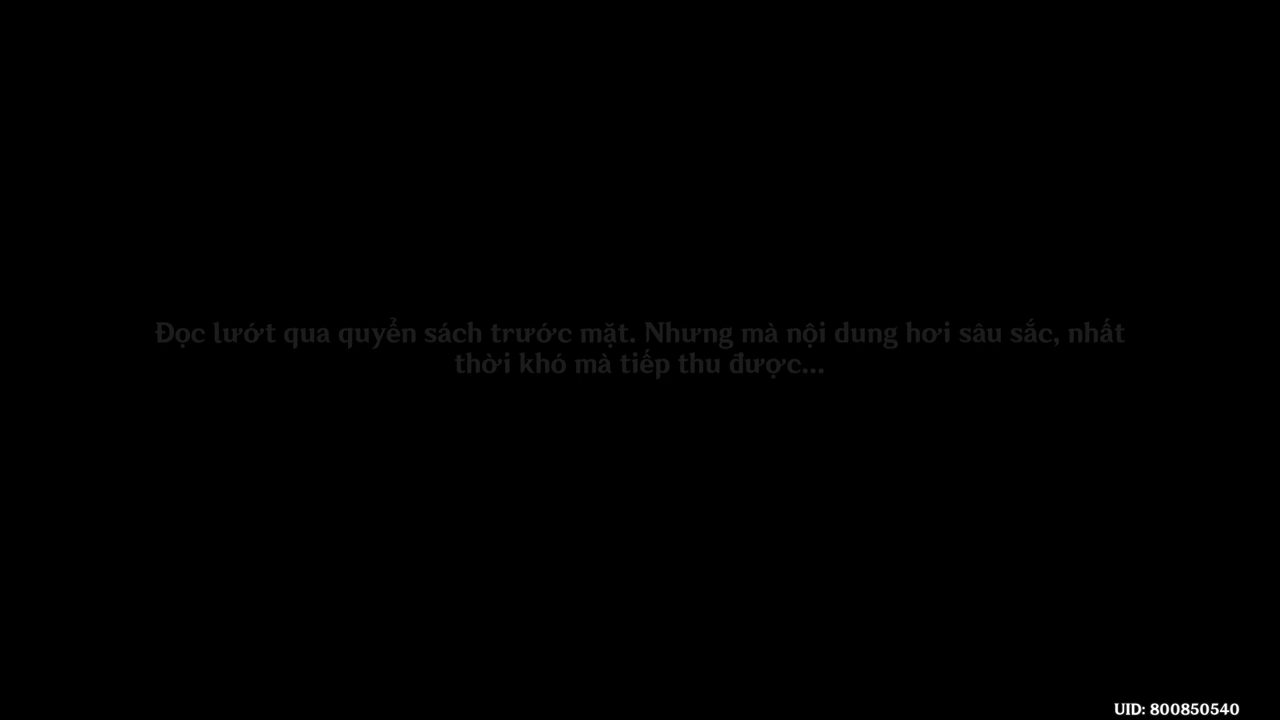 Đọc lướt qua quyển sách trước mặt. Nhưng mà nội dung hơi sâu sắc, nhất
thời khó mà tiếp thu được...
UID: 800850540